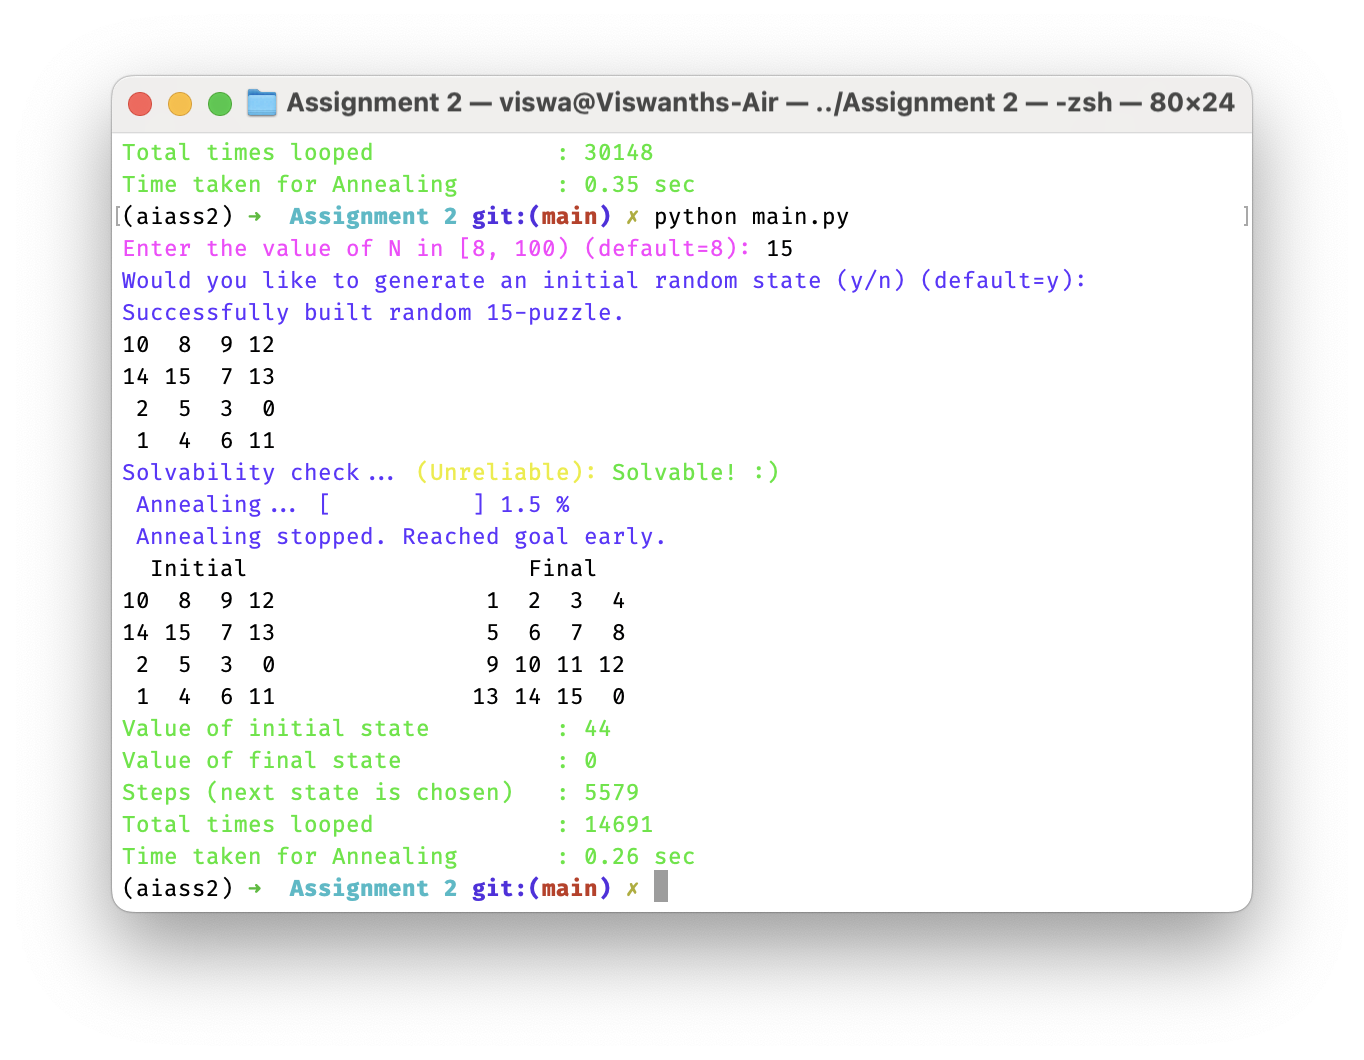 Assignment 2 — viswa@Viswanths-Air — ../Assignment 2 — -zsh — 80×24
Total times looped             : 30148
Time taken for Annealing       : 0.35 sec
[(aiass2) ➜  Assignment 2 git:(main) ✗ python main.py ]
Enter the value of N in [8, 100) (default=8): 15
Would you like to generate an initial random state (y/n) (default=y):
Successfully built random 15-puzzle.
10  8  9 12
14 15  7 13
 2  5  3  0
 1  4  6 11
Solvability check... (Unreliable): Solvable! :)
 Annealing... [          ] 1.5 %
 Annealing stopped. Reached goal early.
  Initial                    Final
10  8  9 12               1  2  3  4
14 15  7 13               5  6  7  8
 2  5  3  0               9 10 11 12
 1  4  6 11              13 14 15  0
Value of initial state         : 44
Value of final state           : 0
Steps (next state is chosen)   : 5579
Total times looped             : 14691
Time taken for Annealing       : 0.26 sec
(aiass2) ➜  Assignment 2 git:(main) ✗